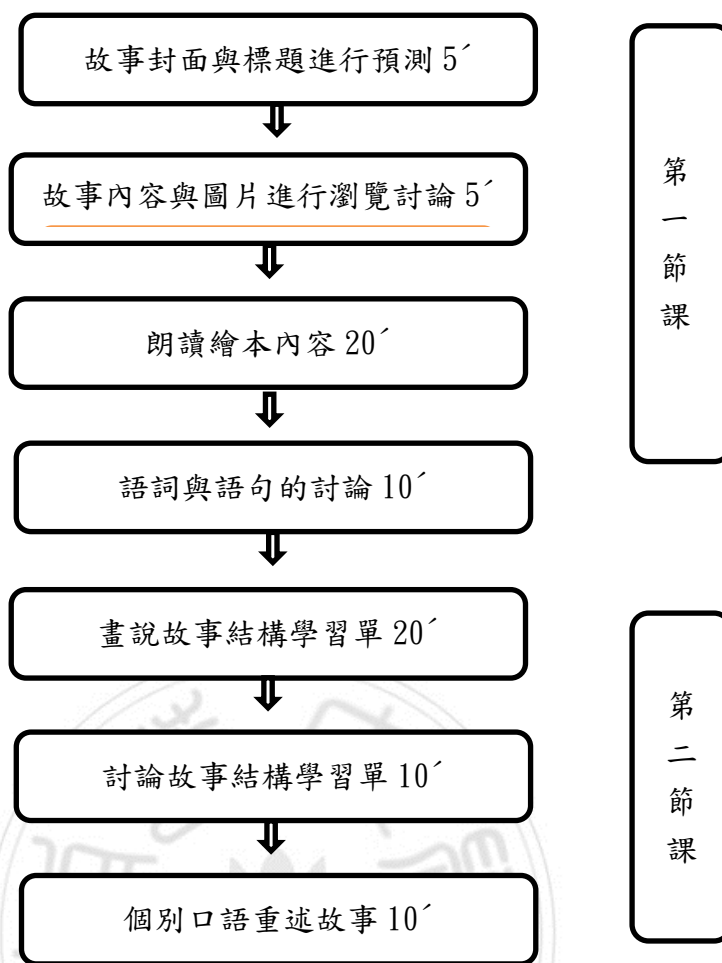 故事封面與標題進行預測 5´
故事內容與圖片進行瀏覽討論 5´
朗讀繪本內容 20´
語詞與語句的討論 10´
第一節課
畫說故事結構學習單 20´
討論故事結構學習單 10´
個別口語重述故事 10´
第二節課